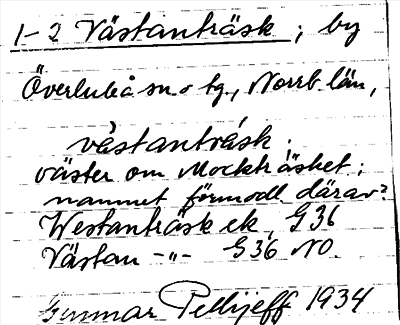 1-2 Västanträsk ; by
Överluleå sn o tg., Norrb. län,
västanträsk ;
väster om Mockträsket ;
namnet förmodl. därav?
Westanträsk ek, G36
Västan -"- G36 NO.
Gunnar Pellijeff 1934